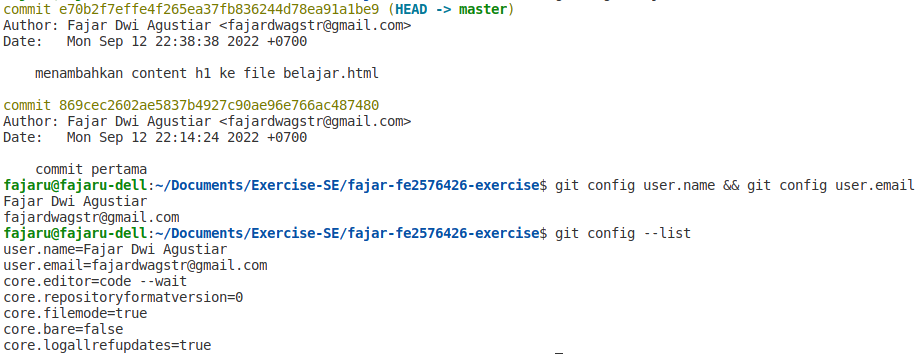 commit e70b2f7effe4f265ea37fb836244d78ea91a1be9 (HEAD -> master)
Author: Fajar Dwi Agustiar <fajardwagstr@gmail.com>
Date:   Mon Sep 12 22:38:38 2022 +0700
    menambahkan content h1 ke file belajar.html
commit 869cec2602ae5837b4927c90ae96e766ac487480
Author: Fajar Dwi Agustiar <fajardwagstr@gmail.com>
Date:   Mon Sep 12 22:14:24 2022 +0700
    commit pertama
fajaru@fajaru-dell:~/Documents/Exercise-SE/fajar-fe2576426-exercise$ git config user.name && git config user.email
Fajar Dwi Agustiar
fajardwagstr@gmail.com
fajaru@fajaru-dell:~/Documents/Exercise-SE/fajar-fe2576426-exercise$ git config --list
user.name=Fajar Dwi Agustiar
user.email=fajardwagstr@gmail.com
core.editor=code --wait
core.repositoryformatversion=0
core.filemode=true
core.bare=false
core.logallrefupdates=true